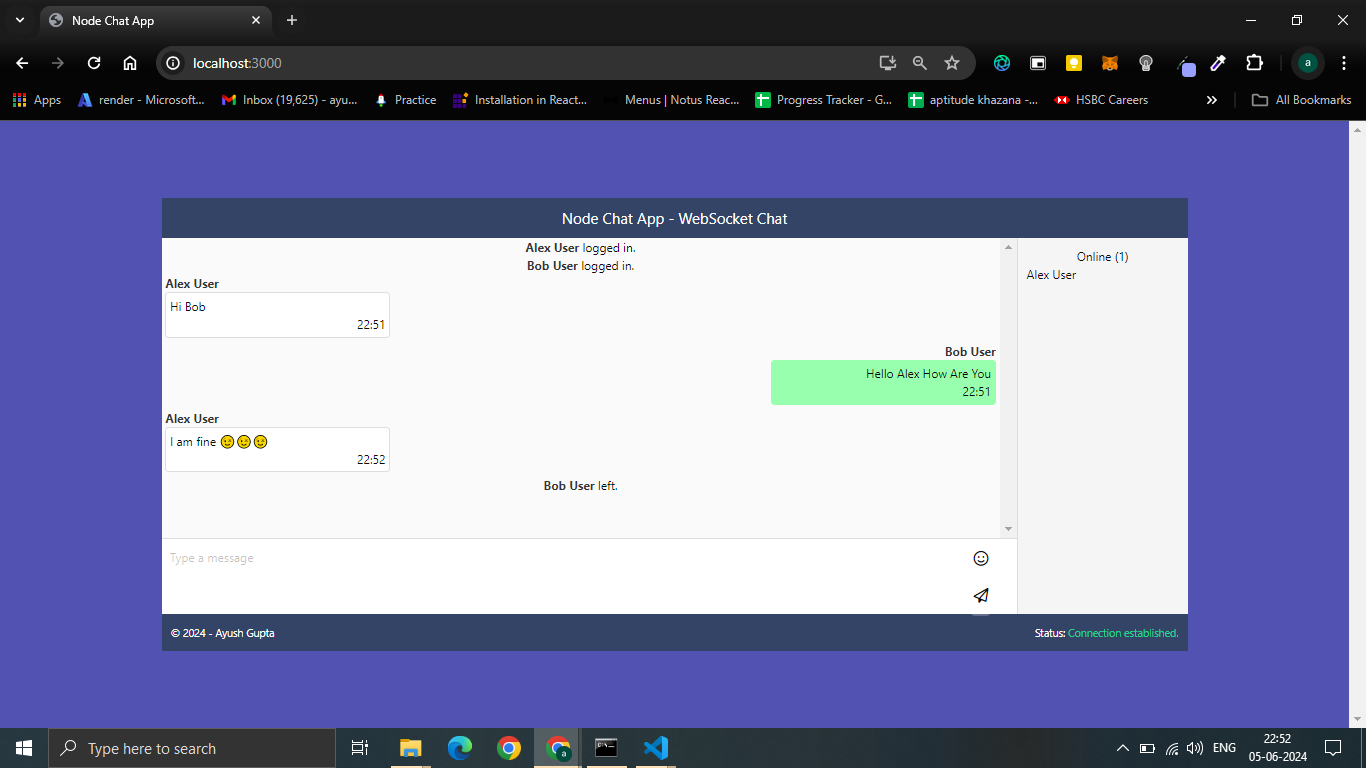 Node Chat App
localhost:3000
a
Apps
render - Microsoft...
Inbox (19,625) - ayu...
Practice
Installation in React...
Menus | Notus Reac...
Progress Tracker - G...
aptitude khazana -...
HSBC Careers
All Bookmarks
Node Chat App - WebSocket Chat
Alex User logged in.
Bob User logged in.
Online (1)
Alex User
Alex User
Hi Bob
22:51
Bob User
Hello Alex How Are You
22:51
Alex User
I am fine 😉😉😉
22:52
Bob User left.
Type a message
© 2024 - Ayush Gupta
Status: Connection established.
Type here to search
a
ENG
22:52
05-06-2024